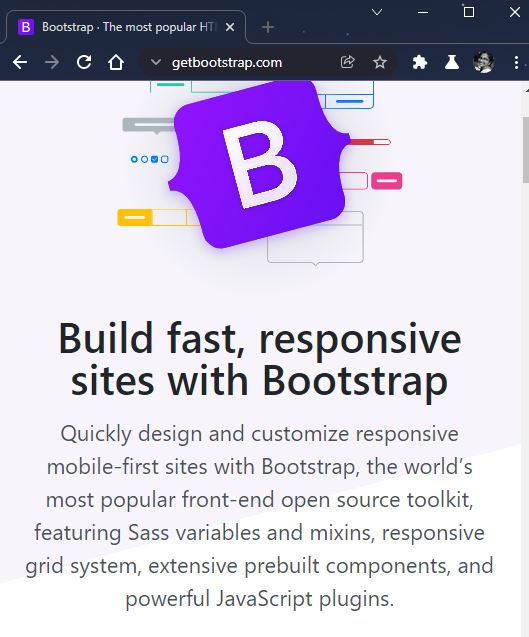 Bootstrap · The most popular HT
getbootstrap.com
B
Build fast, responsive
sites with Bootstrap
Quickly design and customize responsive
mobile-first sites with Bootstrap, the world’s
most popular front-end open source toolkit,
featuring Sass variables and mixins, responsive
grid system, extensive prebuilt components, and
powerful JavaScript plugins.